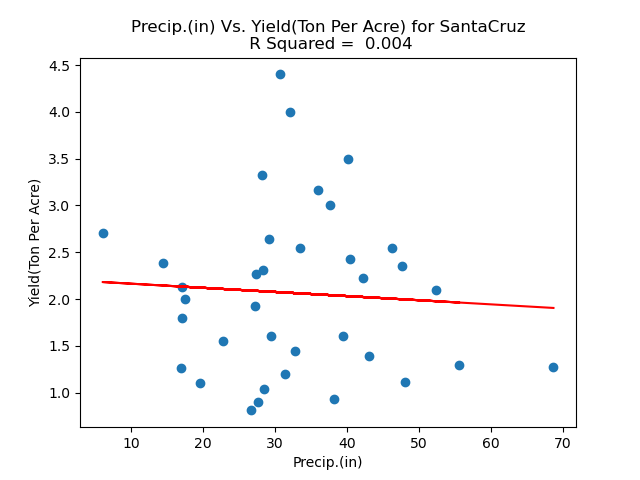 Precip.(in) Vs. Yield(Ton Per Acre) for SantaCruz
R Squared =  0.004
4.5
4.0
3.5
3.0
2.5
2.0
1.5
1.0
Yield(Ton Per Acre)
10 20 30 40 50 60 70
Precip.(in)